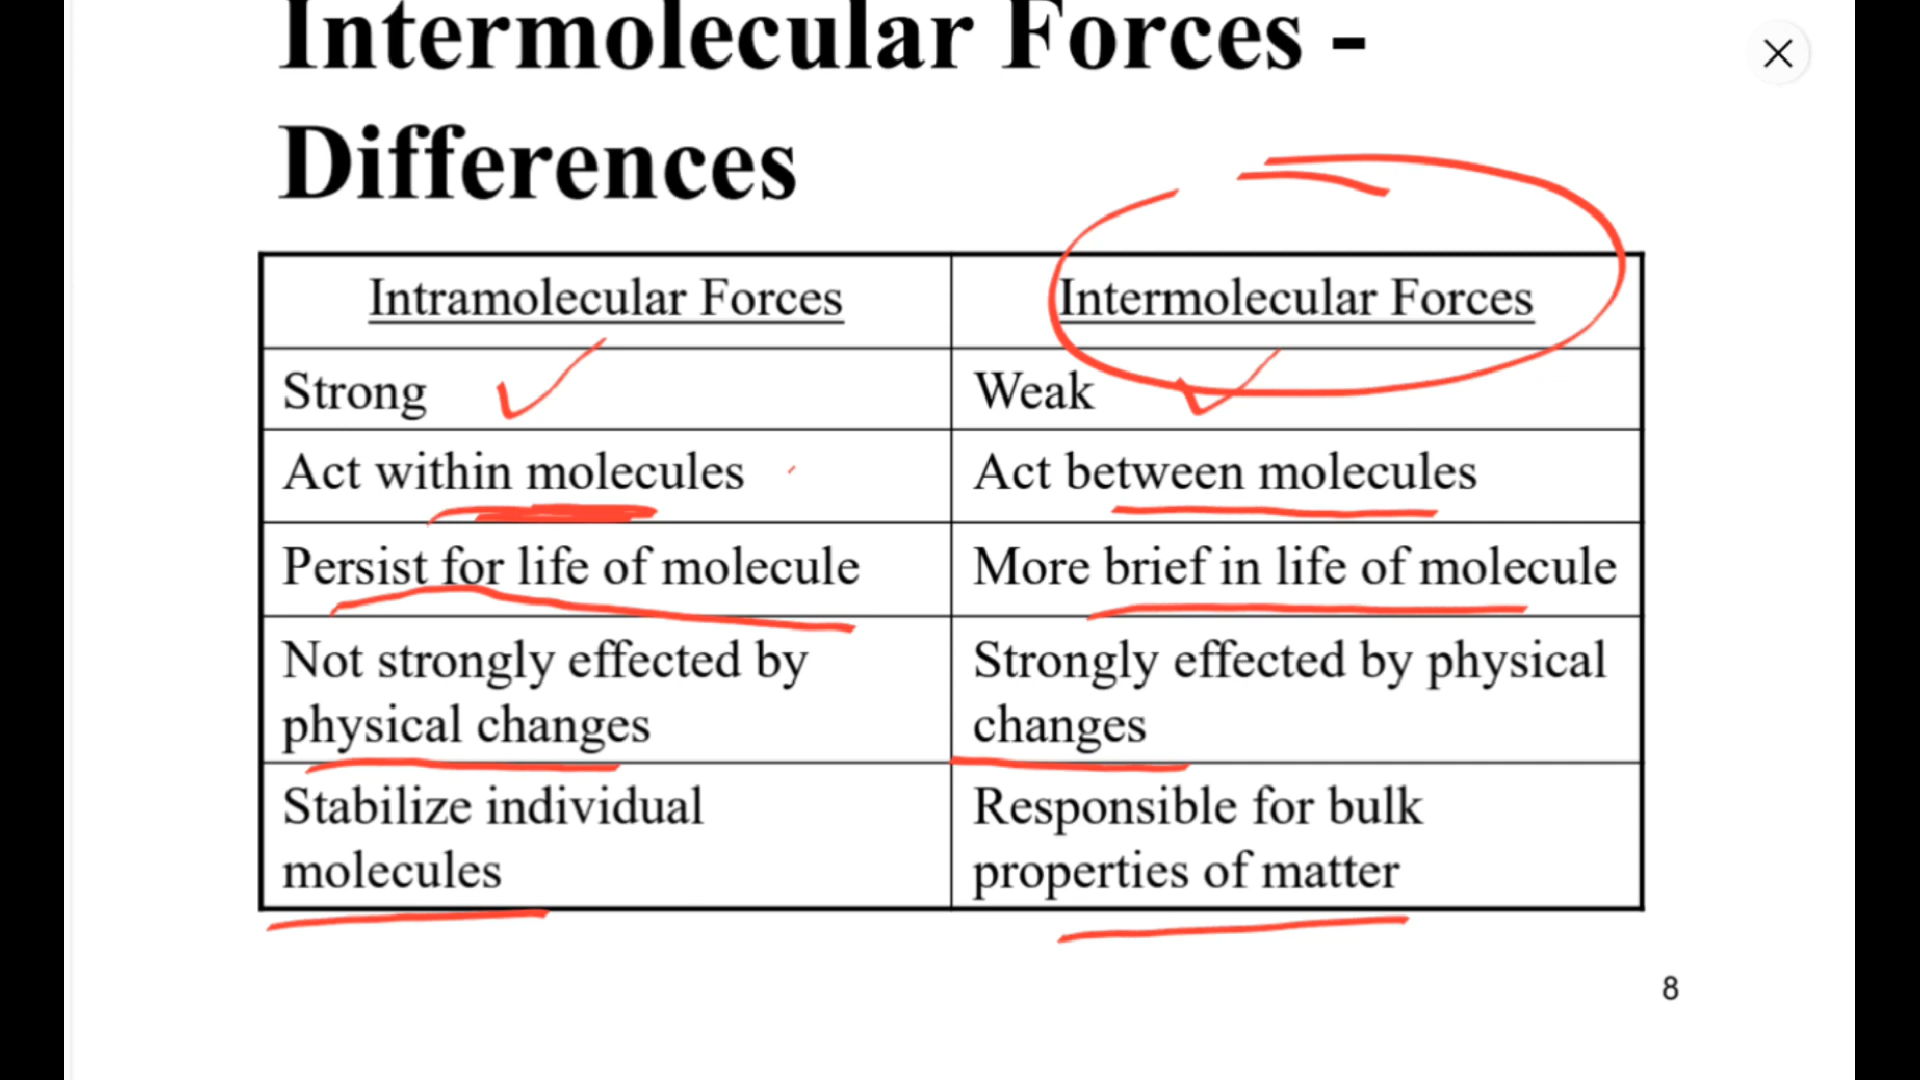 Intermolecular Forces -
Differences
Intramolecular Forces
Intermolecular Forces
Strong
Weak
Act within molecules
Act between molecules
Persist for life of molecule
More brief in life of molecule
Not strongly effected by
physical changes
Strongly effected by physical
changes
Stabilize individual
molecules
Responsible for bulk
properties of matter
8